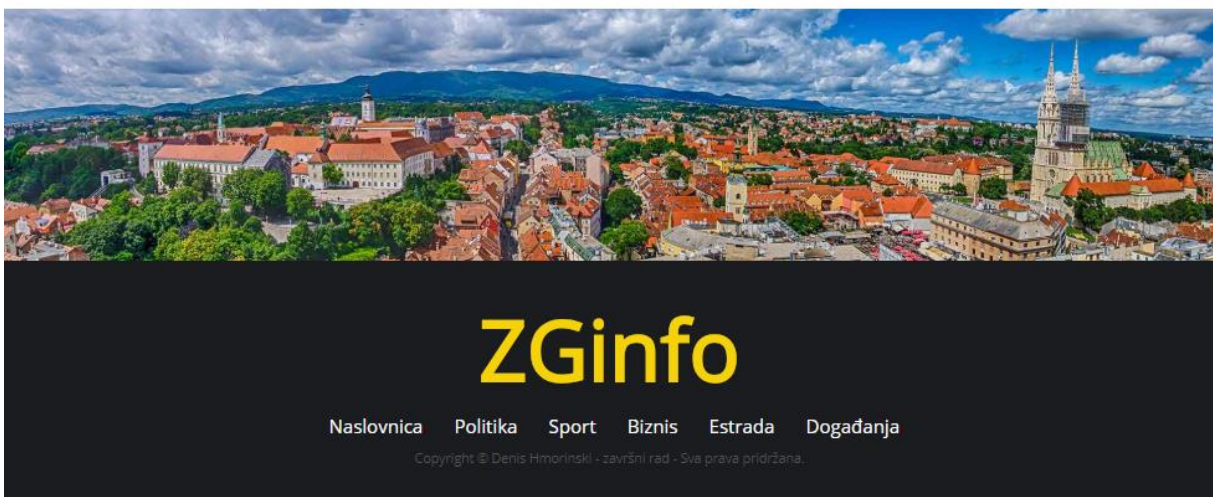 ZGinfo
Naslovnica Politika Sport Biznis Estrada Događanja
Copyright © Denis Hmorinski - završni rad - Sva prava pridržana.